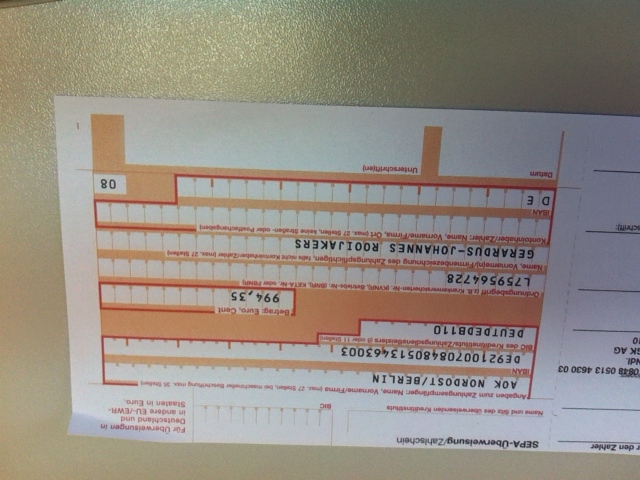 SEPA-Überweisung/Zahlschein
Für Überweisungen in
Deutschland und
in andere EU-/EWR-
Staaten in Euro.
Name und Sitz des überweisenden Kreditinstituts
BIC
Angaben zum Zahlungsempfänger: Name, Vorname/Firma (max. 27 Stellen, bei maschineller Beschriftung max. 35 Stellen)
AOK NORDOST/BERLIN
IBAN
DE92100708480513463003
BIC des Kreditinstituts/Zahlungsdienstleisters (8 oder 11 Stellen)
DEUTDEDB110
Betrag: Euro, Cent
994,35
Ordnungsbegriff (z.B. Krankenversicherten-Nr. (KVNR), Betriebs-Nr. (BNR), KETA-Nr. oder PBNR)
L759564728
Name, Vorname(n)/Firmenbezeichnung des Zahlungspflichtigen, falls nicht Kontoinhaber/Zahler (max. 27 Stellen)
GERARDUS-JOHANNES ROOIJAKERS
Kontoinhaber/Zahler: Name, Vorname/Firma, Ort (max. 27 Stellen, keine Straßen- oder Postfachangaben)
IBAN
DE
08
Datum
Unterschrift(en)
r den Zahler
0848 0513 4630 03
Ndl.
GK AG
10
schrift):